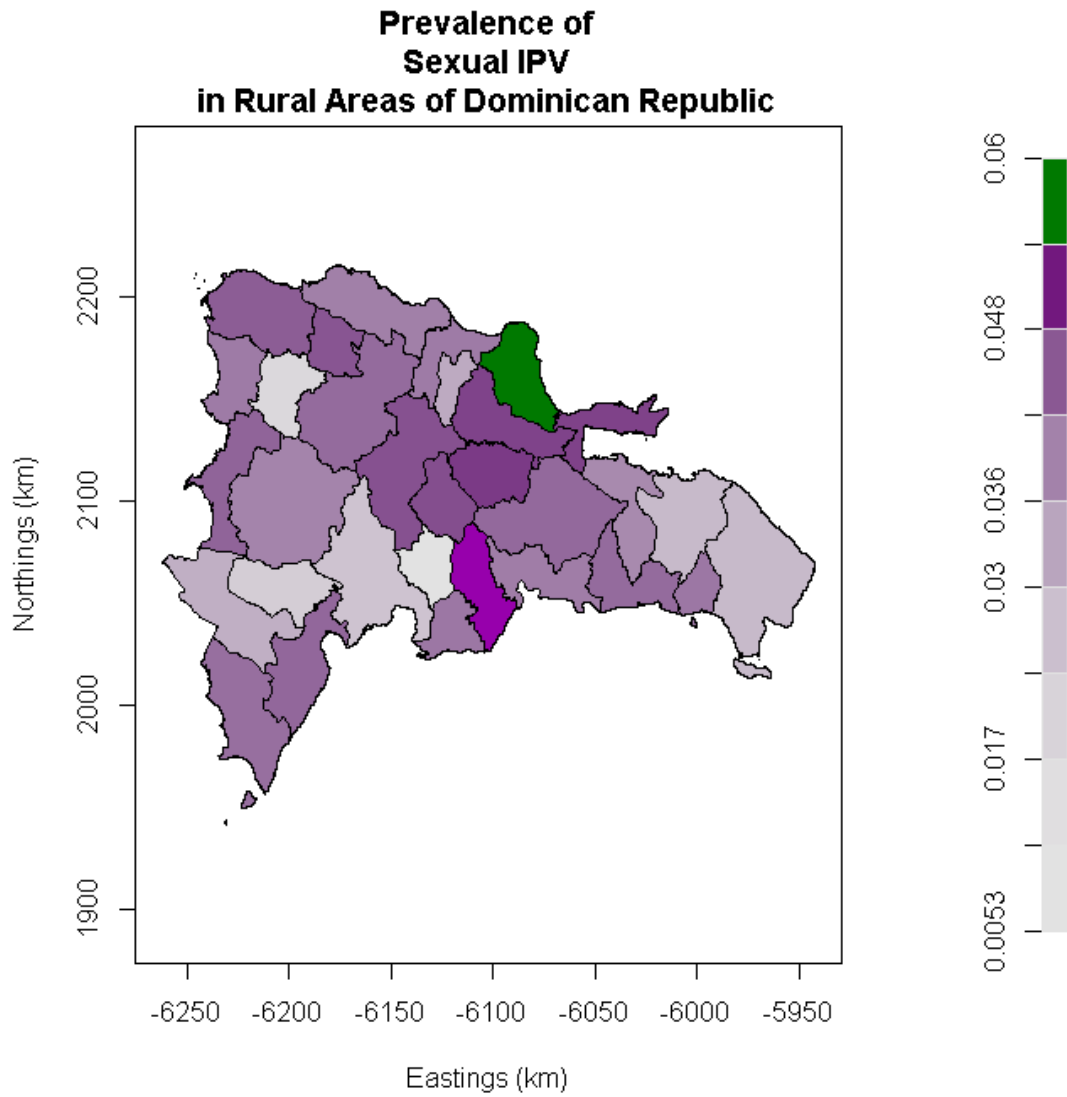 Prevalence of
Sexual IPV
in Rural Areas of Dominican Republic
Northings (km)
2200
2100
2000
1900
-6250 -6200 -6150 -6100 -6050 -6000 -5950
Eastings (km)
0.06
0.048
0.036
0.03
0.017
0.0053